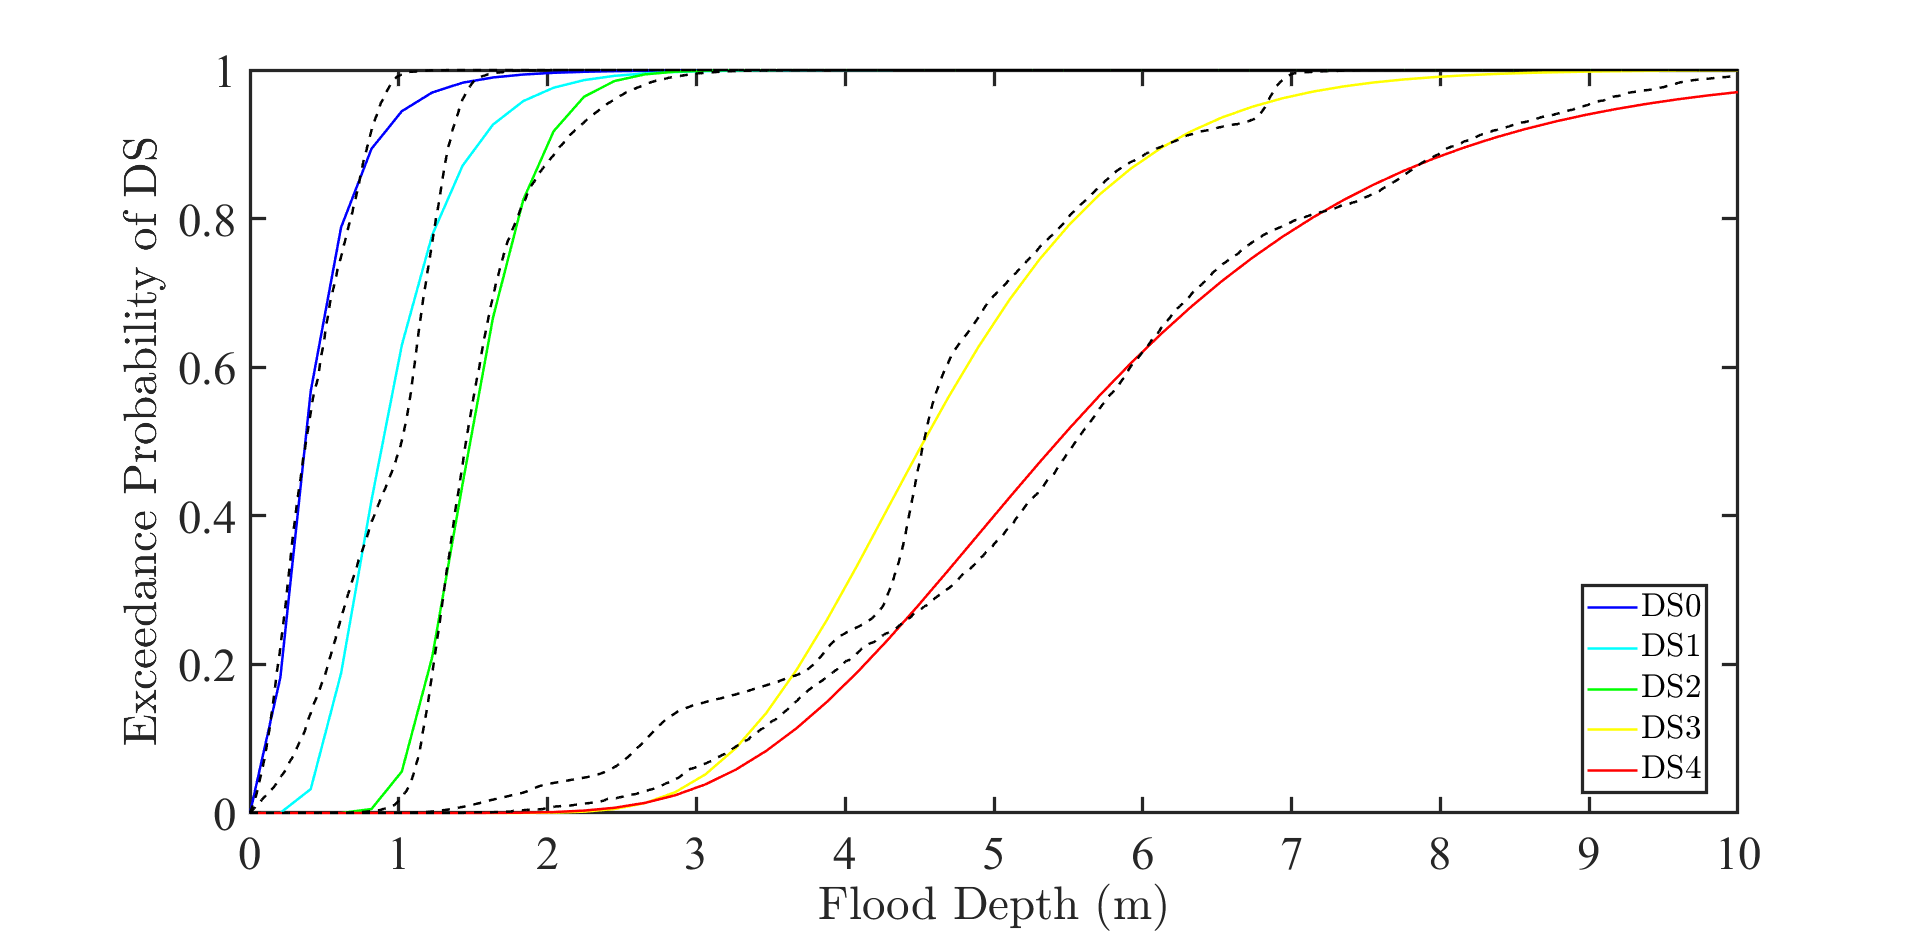 Exceedance Probability of DS
1
0.8
0.6
0.4
0.2
0
0 1 2 3 4 5 6 7 8 9 10
Flood Depth (m)
DS0
DS1
DS2
DS3
DS4